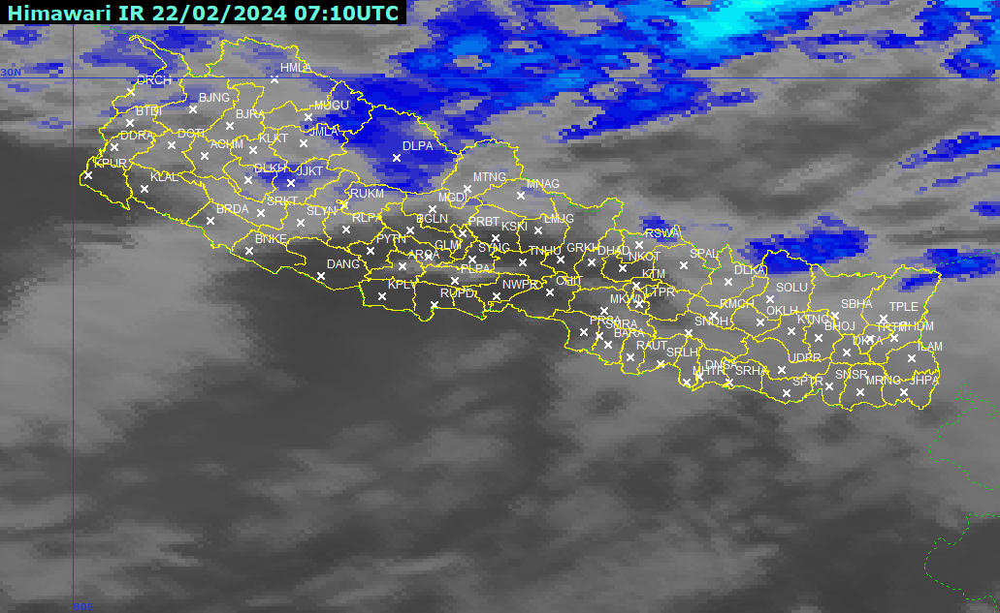 Himawari IR 22/02/2024 07:10UTC
30N
HMLA
DRCH
BJNG
MUGU
BTDI
BJRA
DDRA
DOTI
ACHM
KLKT
JMLA
DLPA
KPUR
KLAL
DLKH
JJKT
MTNG
MNAG
RUKM
MGDI
BRDA
SRKT
SLYN
RLPA
BGLN
PRBT
KSKI
LMJG
RSWA
BNKE
PYTN
GLMI
SYNG
TNHU
GRKH
DHAD
NKOT
SPAL
DANG
ARGA
PLPA
KTM
DLKA
KPLV
RUPD
NWPR
CHIT
LTPR
SOLU
MKWN
RMCH
OKLH
SBHA
TPLE
PRSA
BARA
SNDH
KTNG
BHOJ
TRTM
THDM
RAUT
SRLH
DKTA
ILAM
MHTR
DNSA
SRHA
UDPR
SPTR
SNSR
MRNG
JHPA
80E